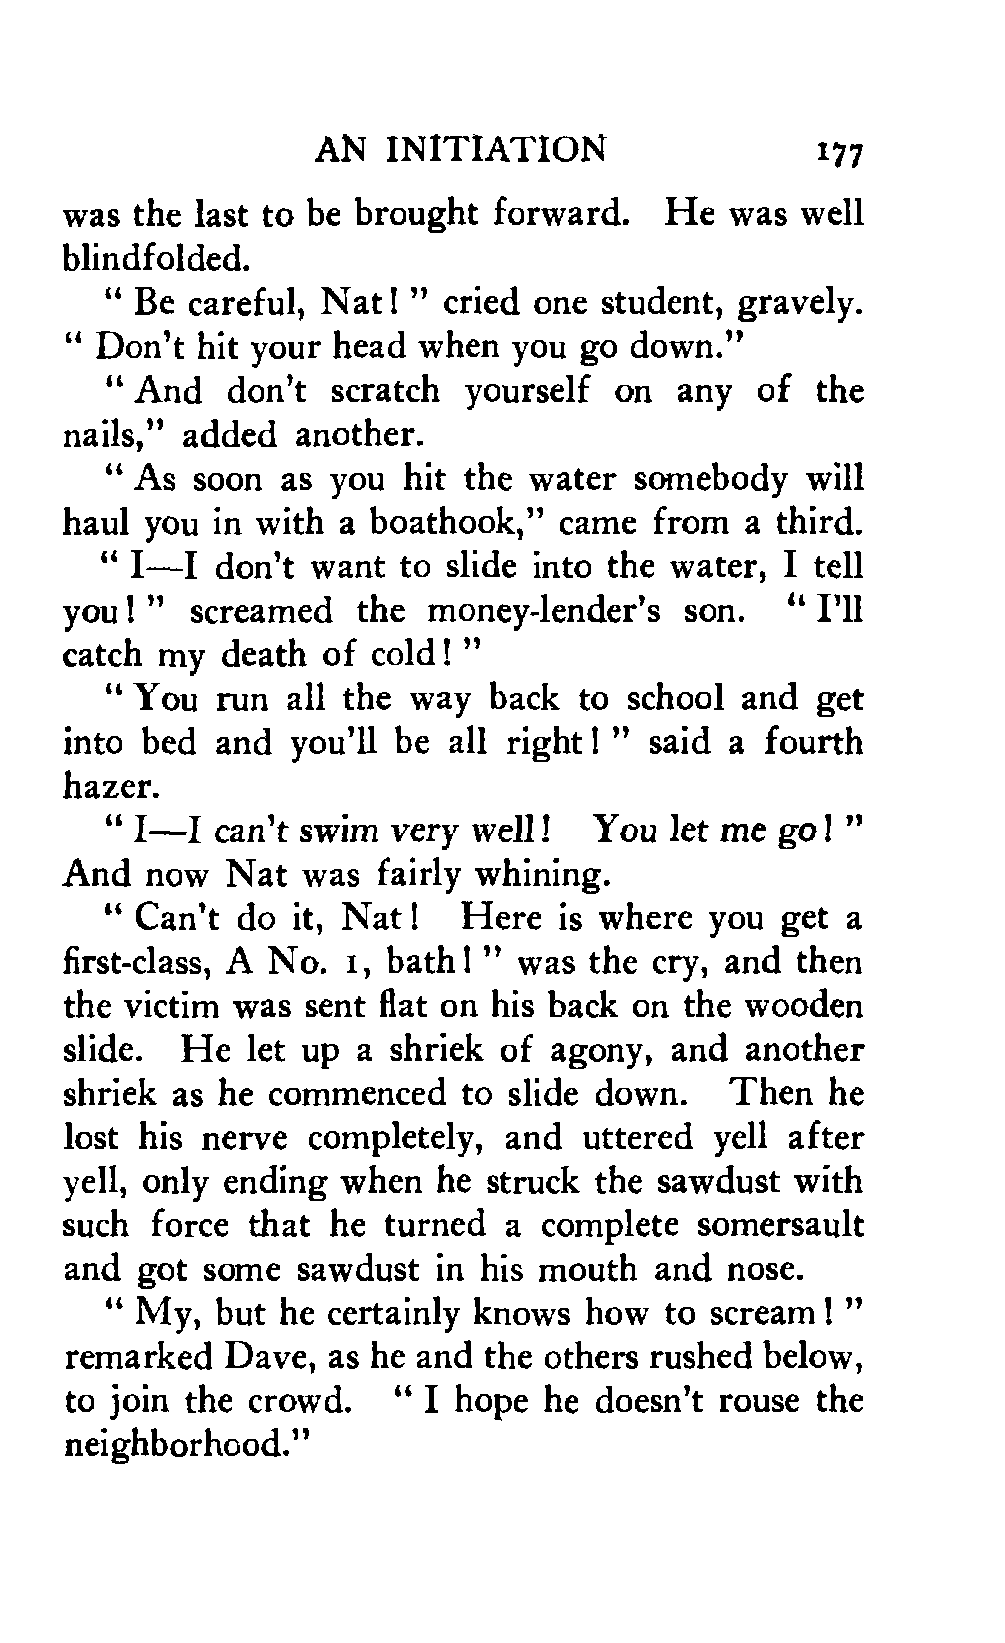 AN INITIATION 177
was the last to be brought forward. He was well
blindfolded.
" Be careful, Nat! " cried one student, gravely.
" Don't hit your head when you go down."
" And don't scratch yourself on any of the
nails," added another.
" As soon as you hit the water somebody will
haul you in with a boathook," came from a third.
" I—I don't want to slide into the water, I tell
you! " screamed the money-lender's son. " I'll
catch my death of cold! "
" You run all the way back to school and get
into bed and you'll be all right! " said a fourth
hazer.
" I—I can't swim very well! You let me go! "
And now Nat was fairly whining.
" Can't do it, Nat! Here is where you get a
first-class, A No. 1, bath! " was the cry, and then
the victim was sent flat on his back on the wooden
slide. He let up a shriek of agony, and another
shriek as he commenced to slide down. Then he
lost his nerve completely, and uttered yell after
yell, only ending when he struck the sawdust with
such force that he turned a complete somersault
and got some sawdust in his mouth and nose.
" My, but he certainly knows how to scream! "
remarked Dave, as he and the others rushed below,
to join the crowd. " I hope he doesn't rouse the
neighborhood."